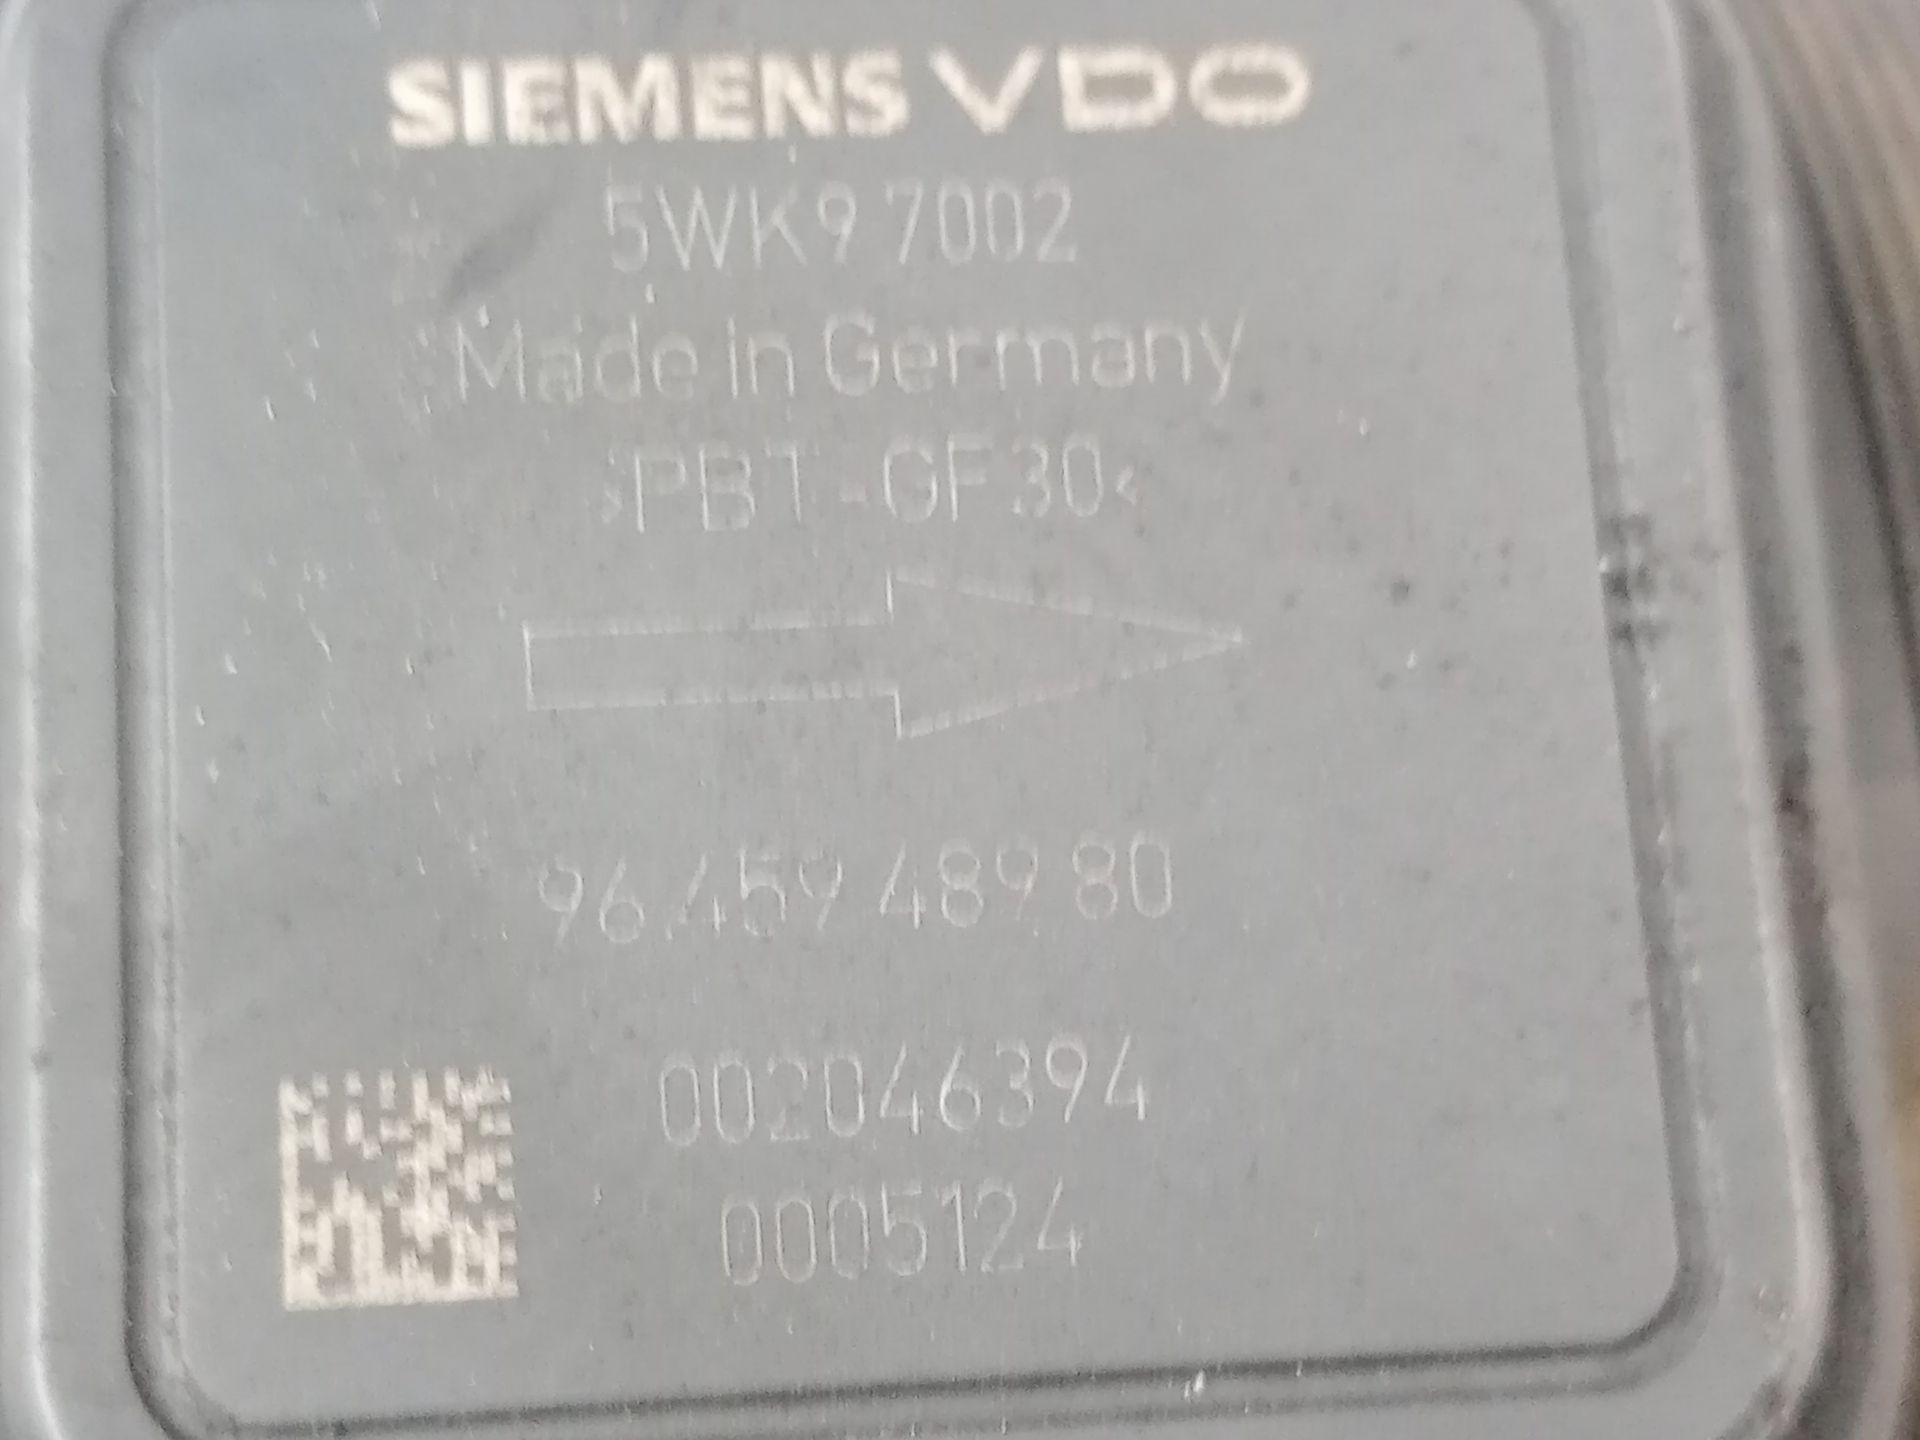 SIEMENS VDO
5WK9 7002
Made in Germany
>PBT-GF30<
96 459 489 80
002046394
0005124